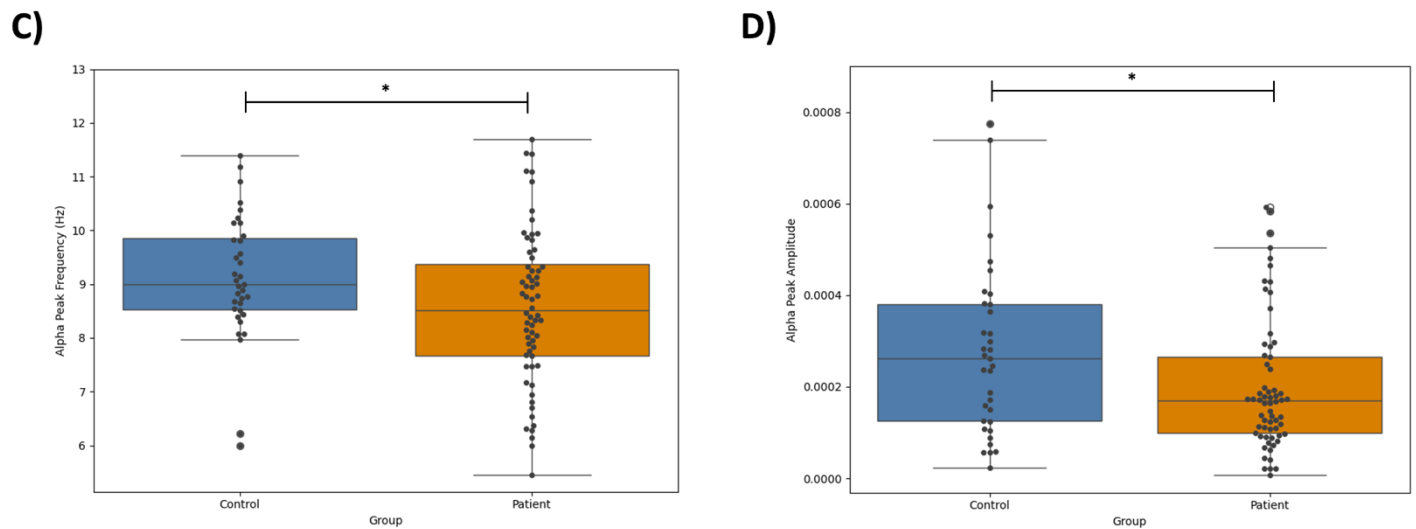 C)
Alpha Peak Frequency (Hz)
13
12
11
10
9
8
7
6
*
Control
Patient
Group
D)
Alpha Peak Amplitude
0.0008
0.0006
0.0004
0.0002
0.0000
*
Control
Patient
Group